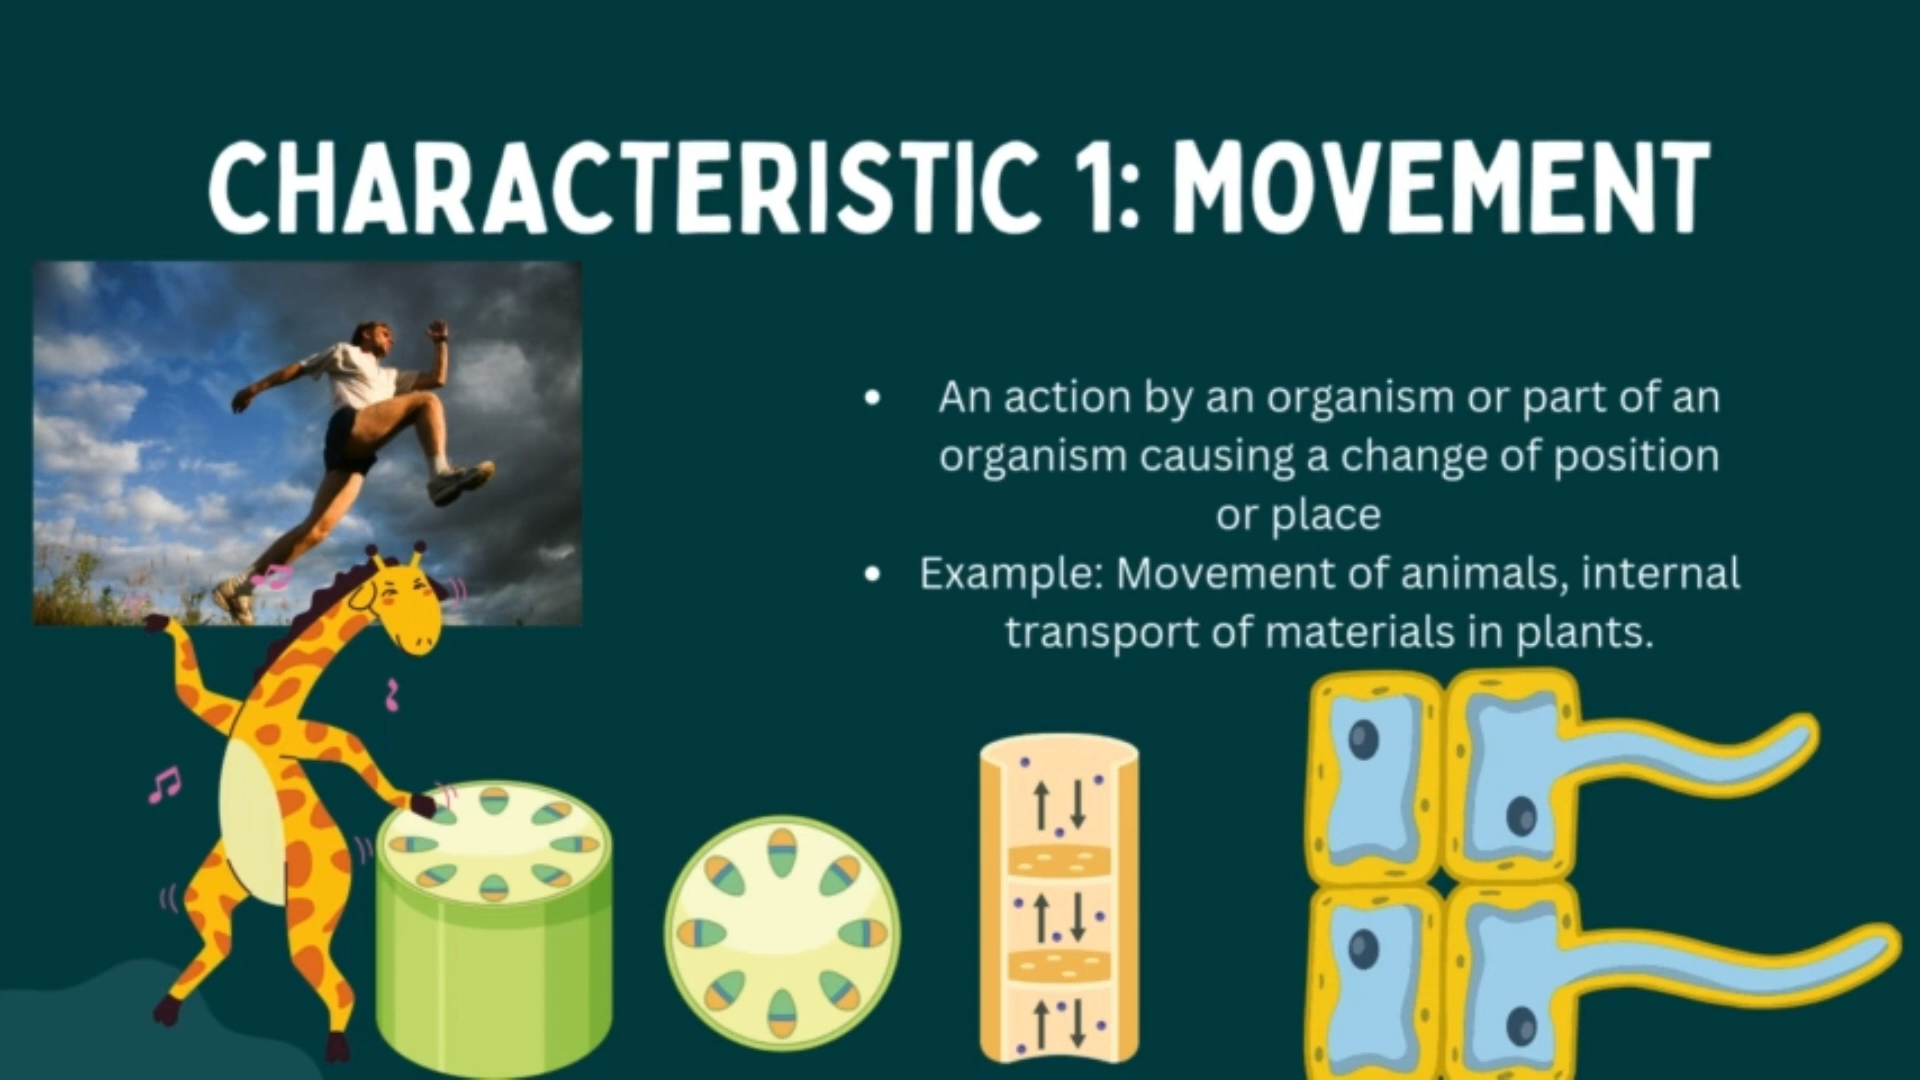 CHARACTERISTIC 1: MOVEMENT
• An action by an organism or part of an
organism causing a change of position
or place
• Example: Movement of animals, internal
transport of materials in plants.